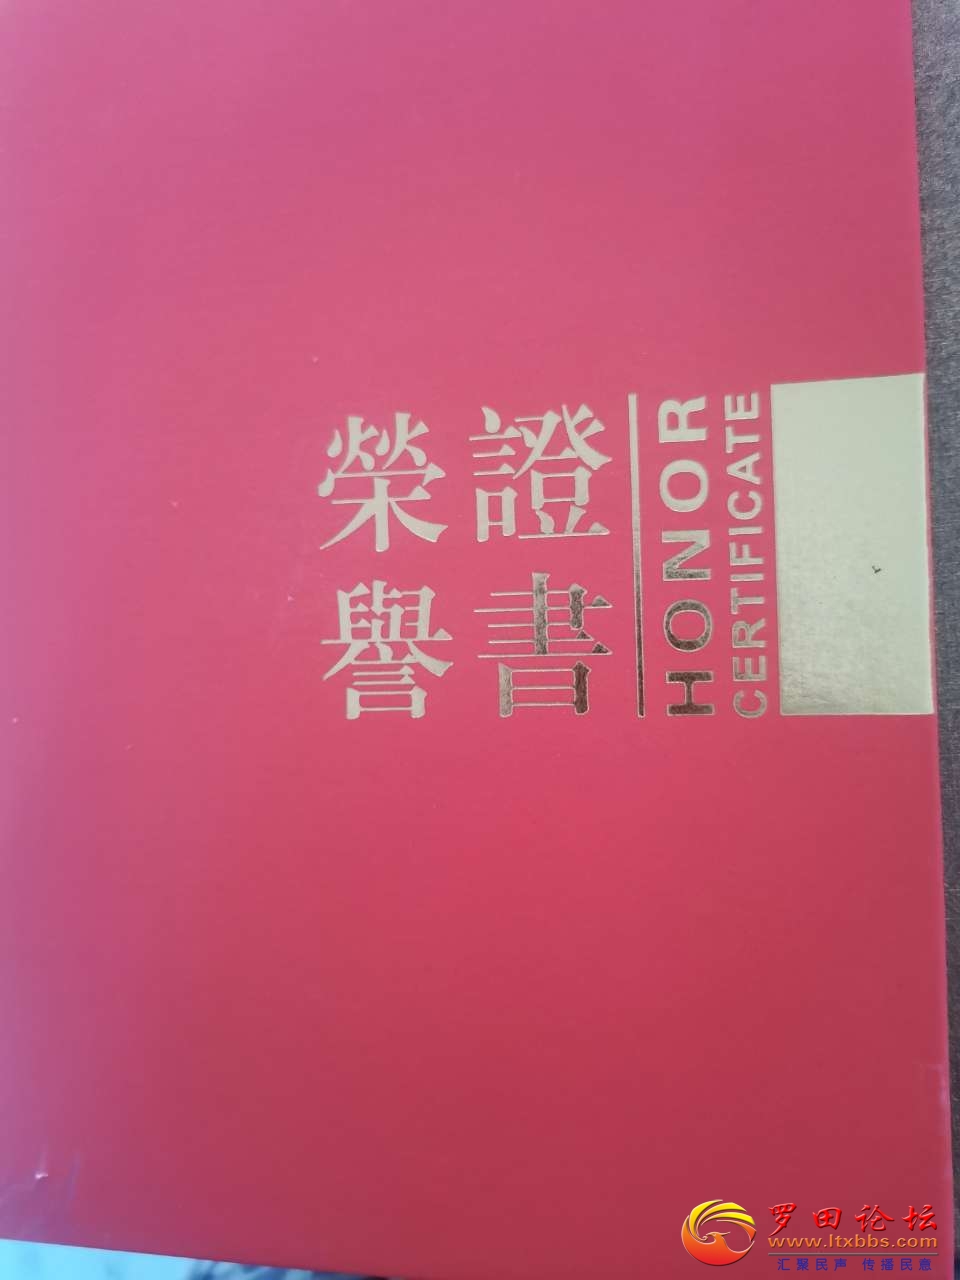 榮譽
證書
HONOR
CERTIFICATE
罗田论坛
www.ltxbbs.com
汇聚民声 传播民意